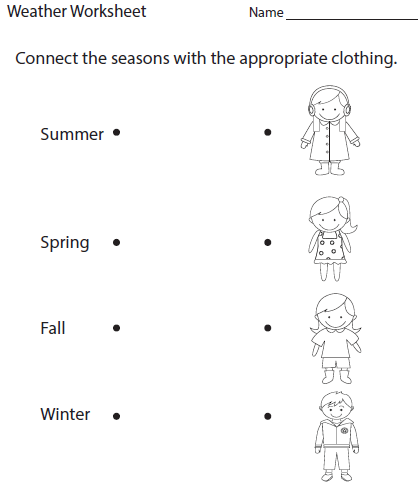 Weather Worksheet
Name
Connect the seasons with the appropriate clothing.
Summer
Spring
Fall
Winter